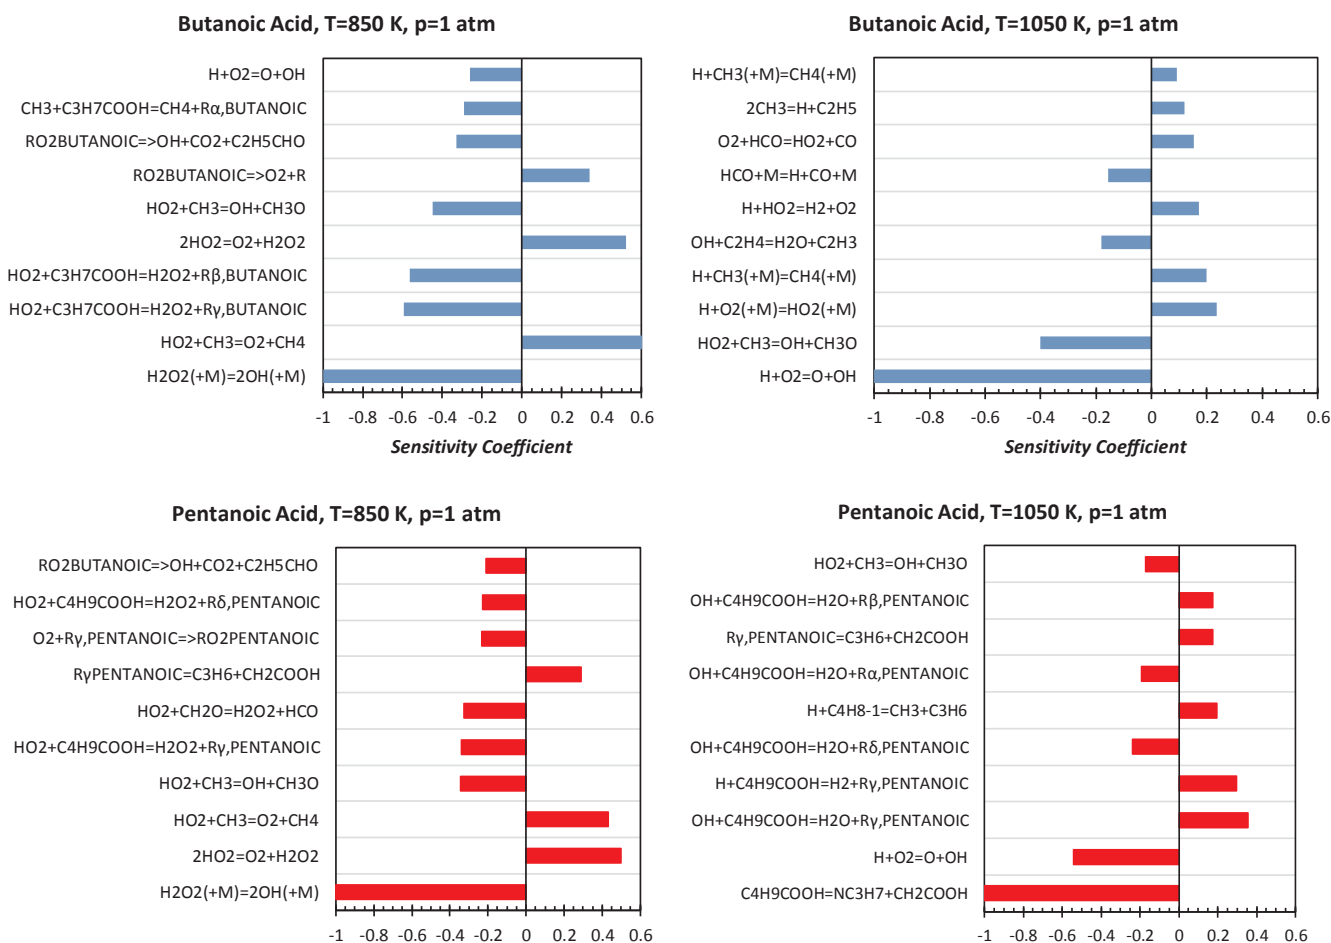 Butanoic Acid, T=850 K, p=1 atm
H+O2=O+OH
CH3+C3H7COOH=CH4+Rα,BUTANOIC
RO2BUTANOIC=>OH+CO2+C2H5CHO
RO2BUTANOIC=>O2+R
HO2+CH3=OH+CH3O
2HO2=O2+H2O2
HO2+C3H7COOH=H2O2+Rβ,BUTANOIC
HO2+C3H7COOH=H2O2+Rγ,BUTANOIC
HO2+CH3=O2+CH4
H2O2(+M)=2OH(+M)
-1 -0.8 -0.6 -0.4 -0.2 0 0.2 0.4 0.6
Sensitivity Coefficient
Butanoic Acid, T=1050 K, p=1 atm
H+CH3(+M)=CH4(+M)
2CH3=H+C2H5
O2+HCO=HO2+CO
HCO+M=H+CO+M
H+HO2=H2+O2
OH+C2H4=H2O+C2H3
H+CH3(+M)=CH4(+M)
H+O2(+M)=HO2(+M)
HO2+CH3=OH+CH3O
H+O2=O+OH
-1 -0.8 -0.6 -0.4 -0.2 0 0.2 0.4 0.6
Sensitivity Coefficient
Pentanoic Acid, T=850 K, p=1 atm
RO2BUTANOIC=>OH+CO2+C2H5CHO
HO2+C4H9COOH=H2O2+Rδ,PENTANOIC
O2+Rγ,PENTANOIC=>RO2PENTANOIC
RγPENTANOIC=C3H6+CH2COOH
HO2+CH2O=H2O2+HCO
HO2+C4H9COOH=H2O2+Rγ,PENTANOIC
HO2+CH3=OH+CH3O
HO2+CH3=O2+CH4
2HO2=O2+H2O2
H2O2(+M)=2OH(+M)
-1 -0.8 -0.6 -0.4 -0.2 0 0.2 0.4 0.6
Pentanoic Acid, T=1050 K, p=1 atm
HO2+CH3=OH+CH3O
OH+C4H9COOH=H2O+Rβ,PENTANOIC
Rγ,PENTANOIC=C3H6+CH2COOH
OH+C4H9COOH=H2O+Rα,PENTANOIC
H+C4H8-1=CH3+C3H6
OH+C4H9COOH=H2O+Rδ,PENTANOIC
H+C4H9COOH=H2+Rγ,PENTANOIC
OH+C4H9COOH=H2O+Rγ,PENTANOIC
H+O2=O+OH
C4H9COOH=NC3H7+CH2COOH
-1 -0.8 -0.6 -0.4 -0.2 0 0.2 0.4 0.6